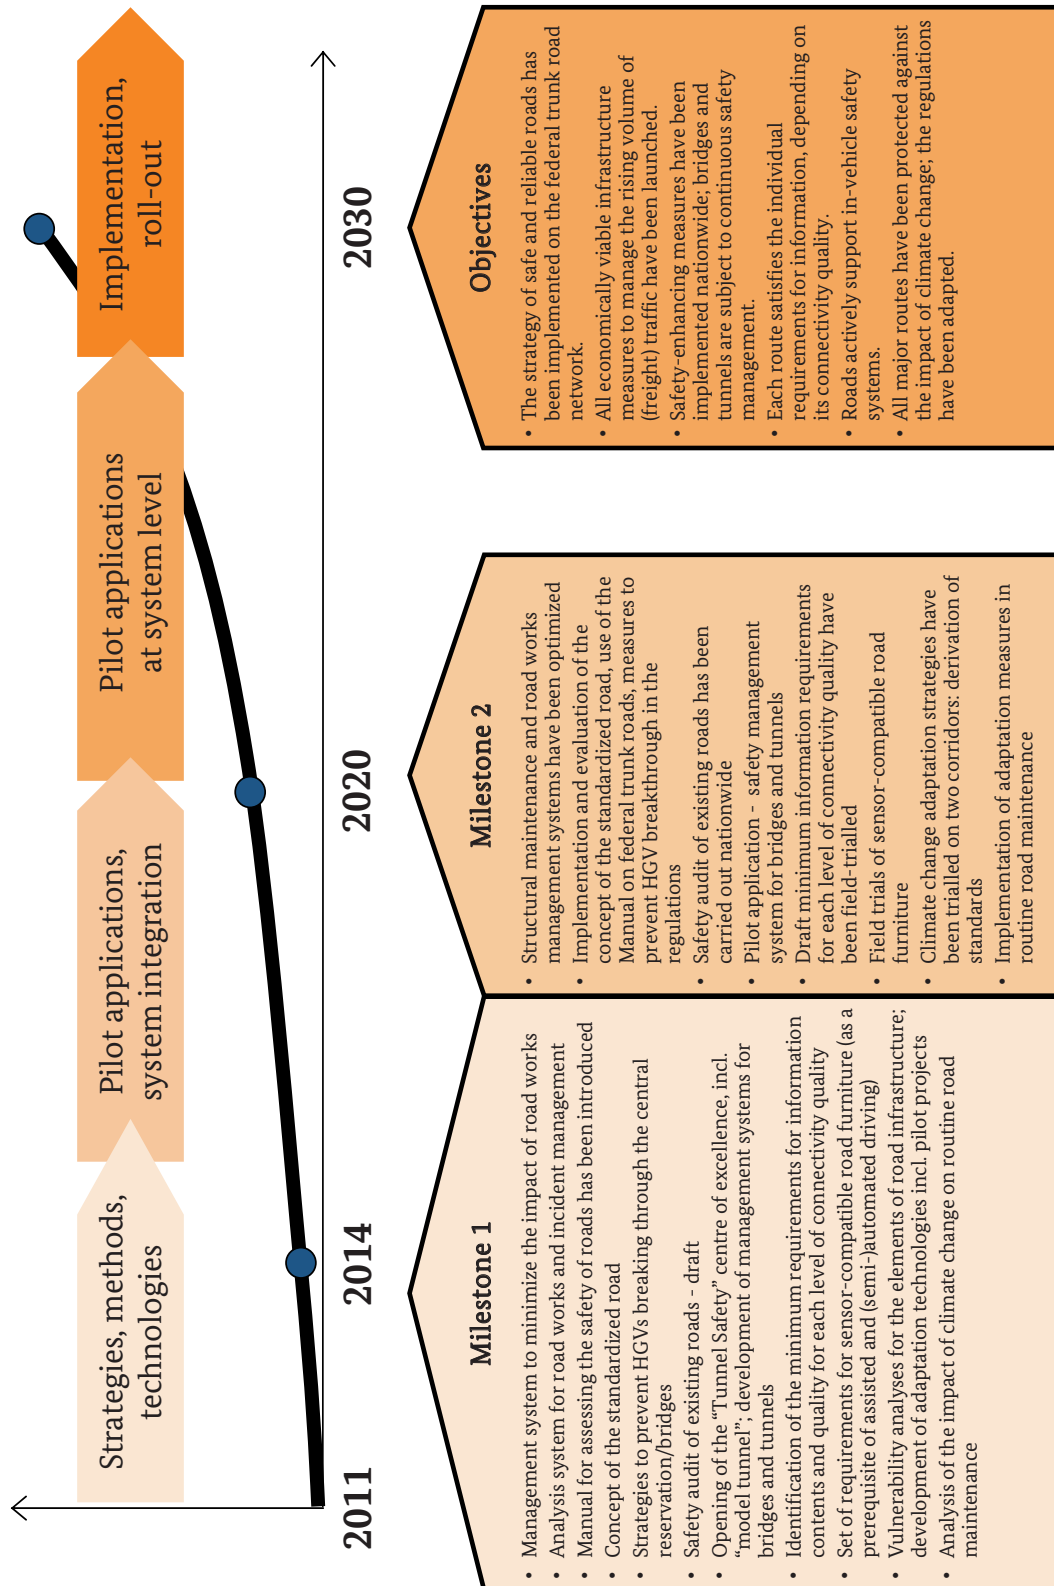 Strategies, methods,
technologies
Pilot applications,
system integration
Pilot applications
at system level
Implementation,
roll-out
2011
2014
2020
2030
Milestone 1
• Management system to minimize the impact of road works
• Analysis system for road works and incident management
• Manual for assessing the safety of roads has been introduced
• Concept of the standardized road
• Strategies to prevent HGVs breaking through the central
reservation/bridges
• Safety audit of existing roads - draft
• Opening of the “Tunnel Safety” centre of excellence, incl.
“model tunnel”; development of management systems for
bridges and tunnels
• Identification of the minimum requirements for information
contents and quality for each level of connectivity quality
• Set of requirements for sensor-compatible road furniture (as a
prerequisite of assisted and (semi-)automated driving)
• Vulnerability analyses for the elements of road infrastructure;
development of adaptation technologies incl. pilot projects
• Analysis of the impact of climate change on routine road
maintenance
Milestone 2
• Structural maintenance and road works
management systems have been optimized
• Implementation and evaluation of the
concept of the standardized road, use of the
Manual on federal trunk roads, measures to
prevent HGV breakthrough in the
regulations
• Safety audit of existing roads has been
carried out nationwide
• Pilot application - safety management
system for bridges and tunnels
• Draft minimum information requirements
for each level of connectivity quality have
been field-trialled
• Field trials of sensor-compatible road
furniture
• Climate change adaptation strategies have
been trialled on two corridors: derivation of
standards
• Implementation of adaptation measures in
routine road maintenance
Objectives
• The strategy of safe and reliable roads has
been implemented on the federal trunk road
network.
• All economically viable infrastructure
measures to manage the rising volume of
(freight) traffic have been launched.
• Safety-enhancing measures have been
implemented nationwide; bridges and
tunnels are subject to continuous safety
management.
• Each route satisfies the individual
requirements for information, depending on
its connectivity quality.
• Roads actively support in-vehicle safety
systems.
• All major routes have been protected against
the impact of climate change; the regulations
have been adapted.